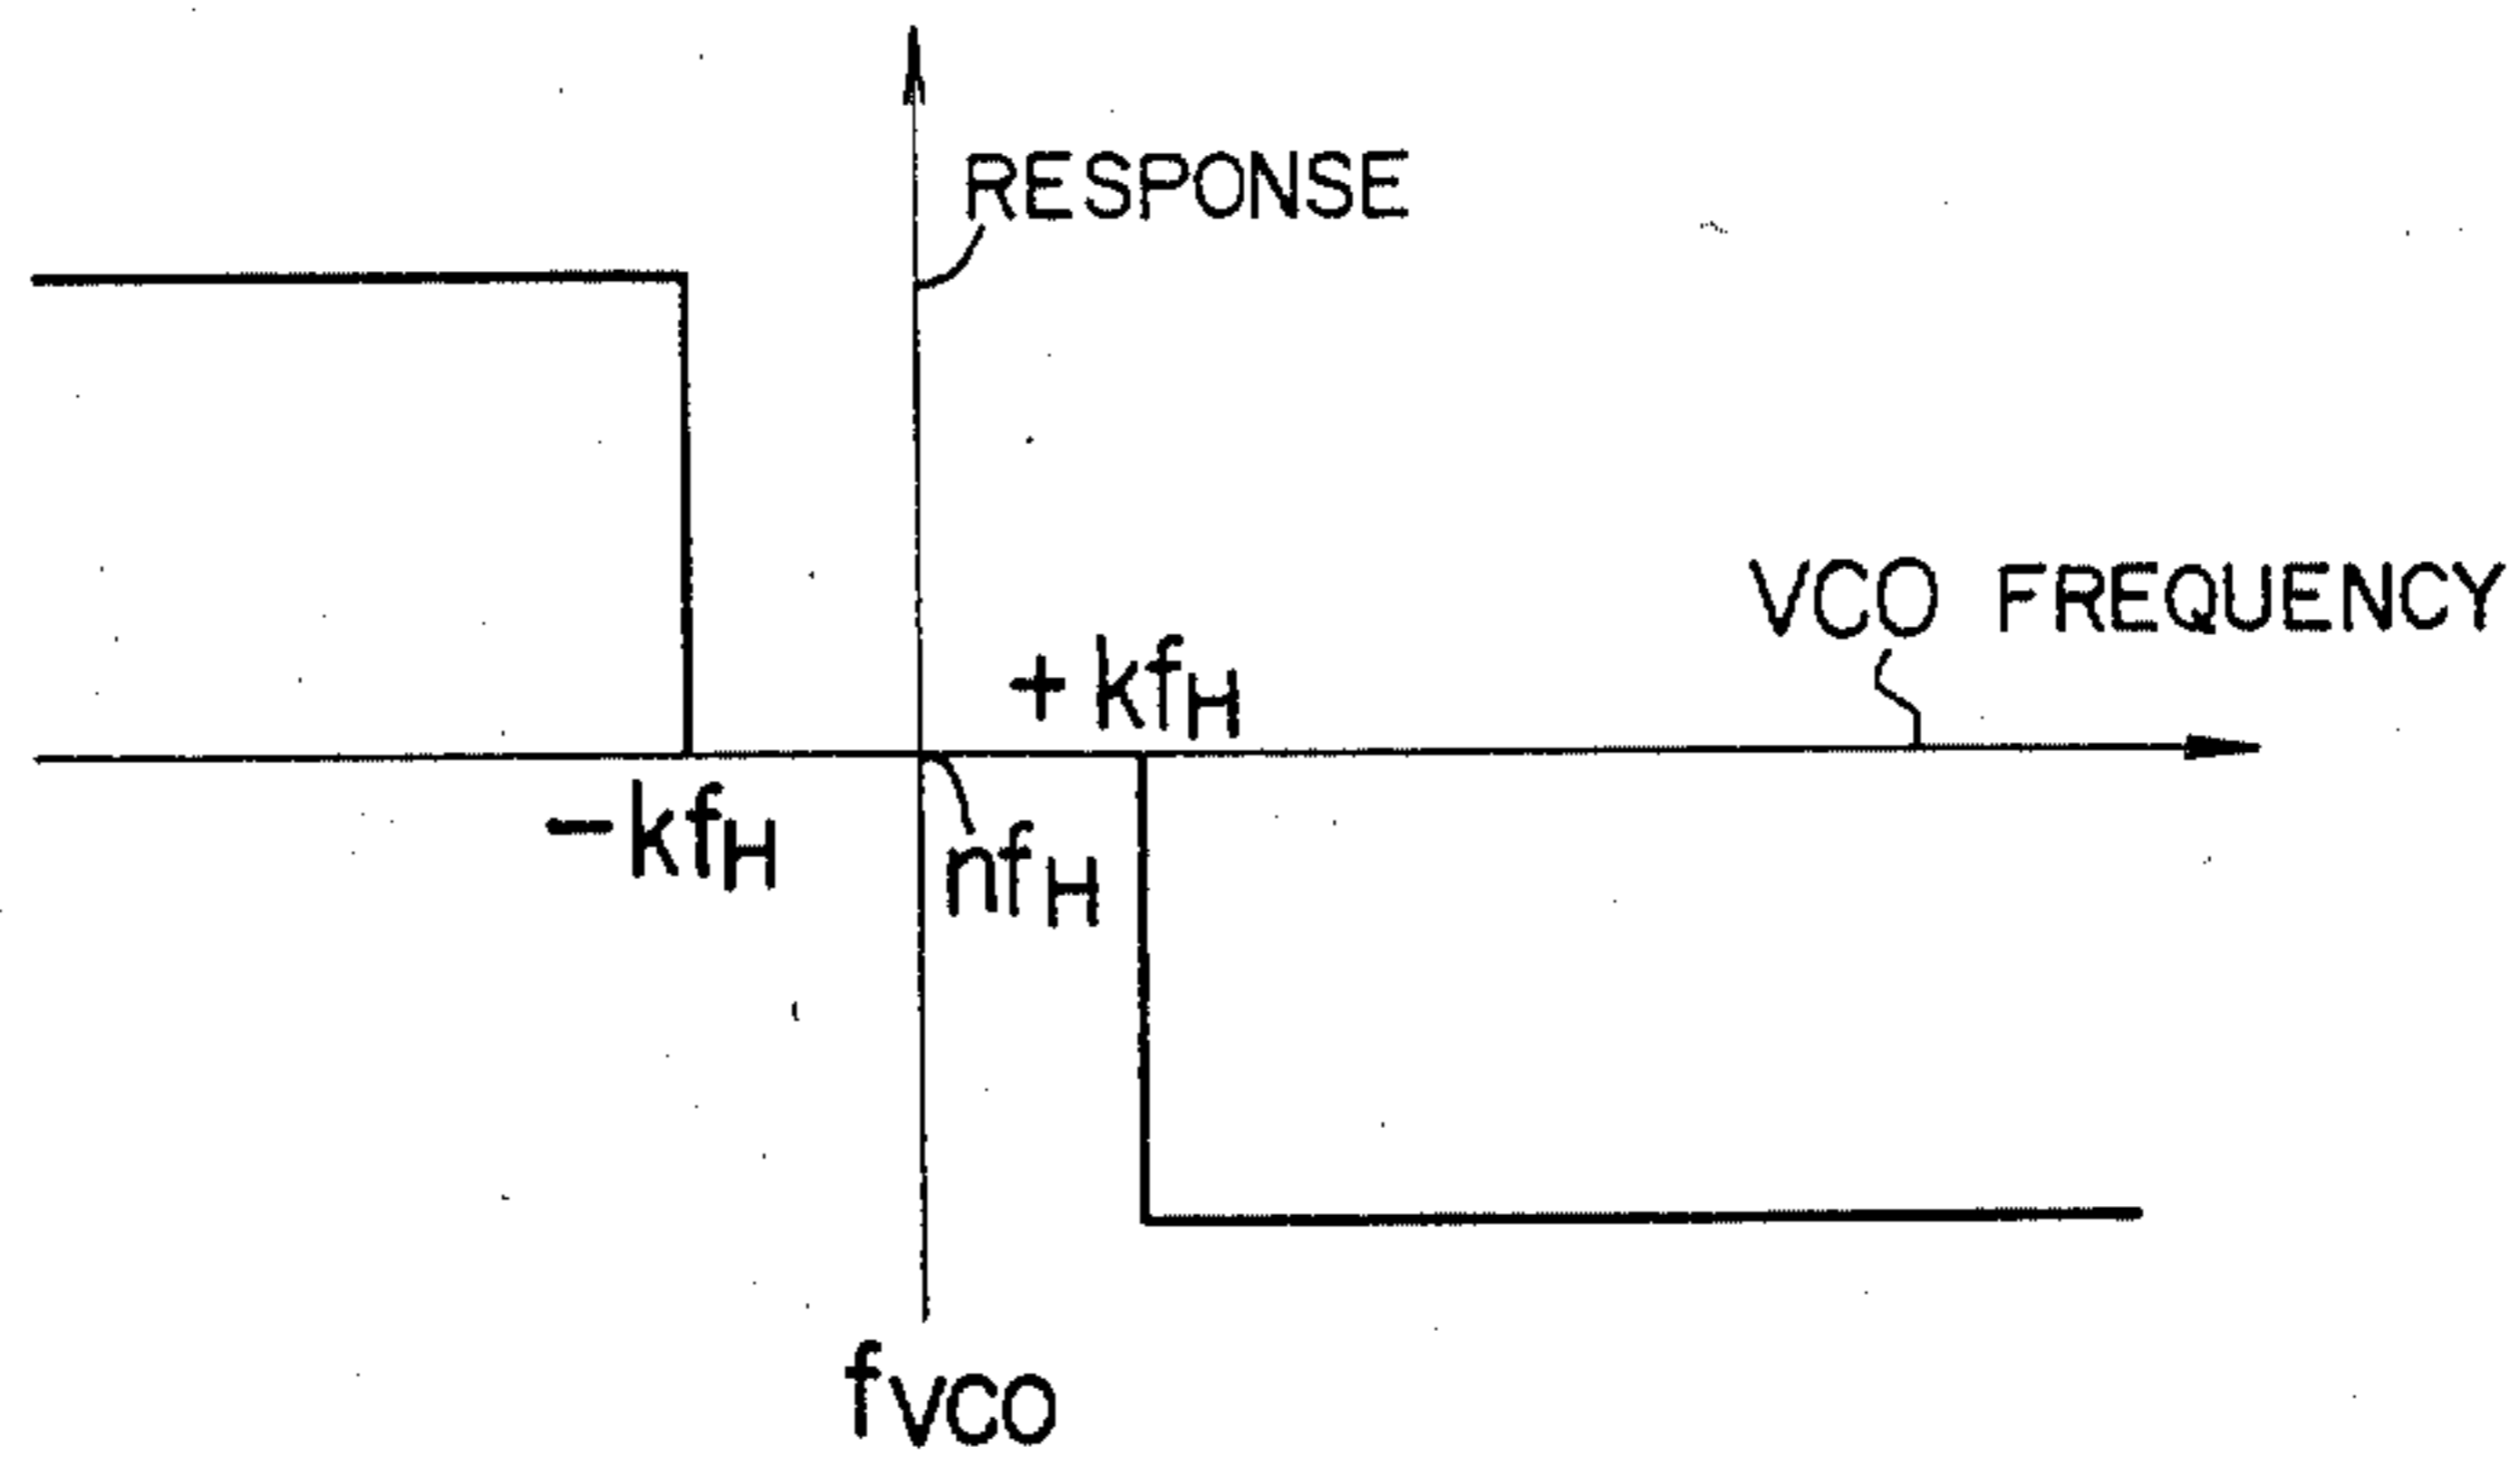 RESPONSE
VCO FREQUENCY
+kfH
-kfH
nfH
fVCO